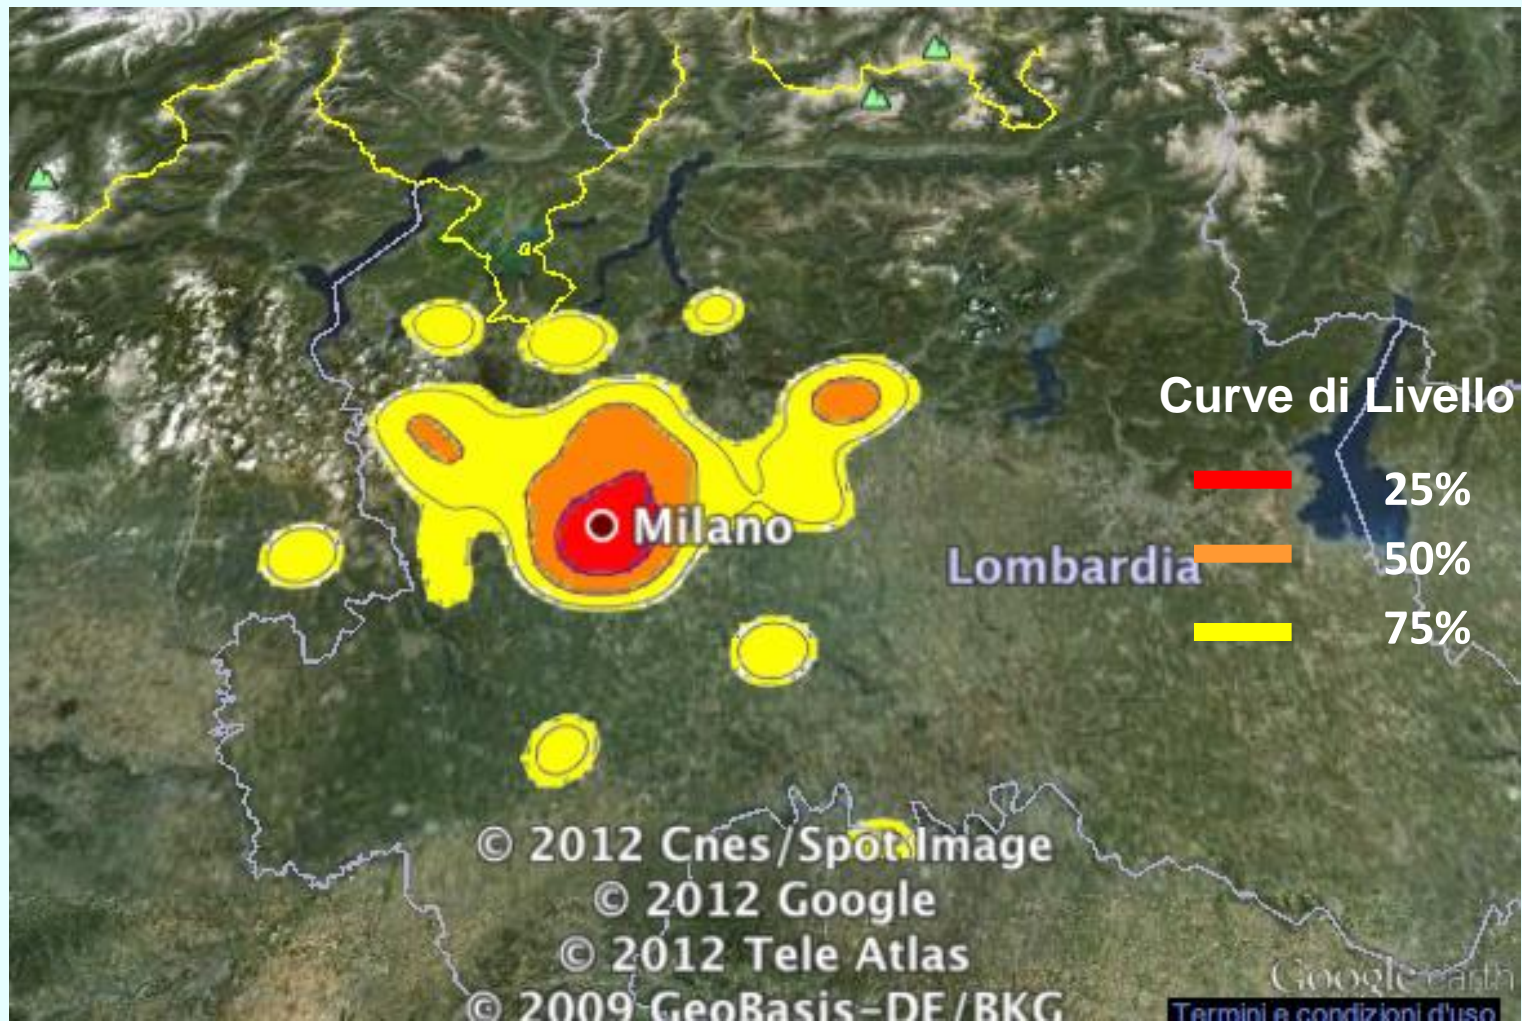 Curve di Livello
25%
Milano
50%
Lombardia
75%
© 2012 Cnes/Spot Image
© 2012 Google
© 2012 Tele Atlas
Google earth
© 2009 GeoBasis-DE/BKG
Termini e condizioni d'uso